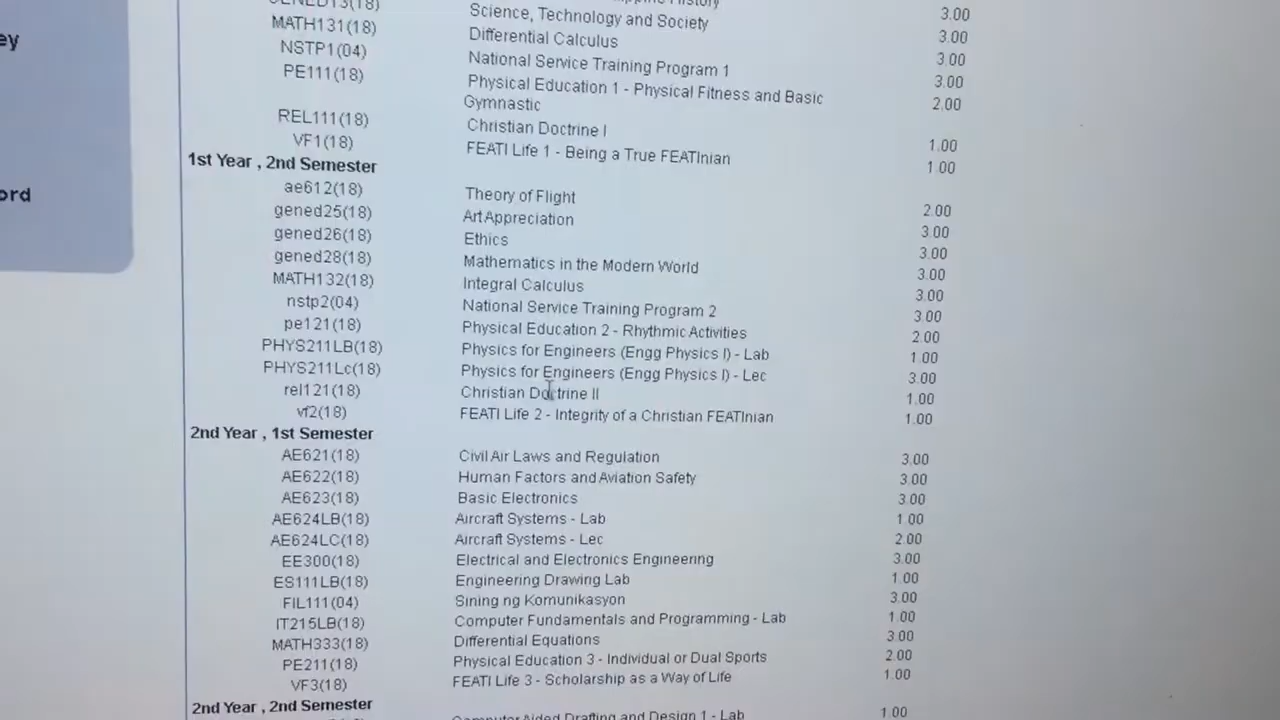 ey
ord
GENED13(18) History
MATH131(18) Science, Technology and Society 3.00
NSTP1(04) Differential Calculus 3.00
PE111(18) National Service Training Program 1 3.00
Physical Education 1 - Physical Fitness and Basic 3.00
Gymnastic 2.00
REL111(18) Christian Doctrine I
VF1(18) FEATI Life 1 - Being a True FEATInian 1.00
1st Year , 2nd Semester 1.00
ae612(18) Theory of Flight 2.00
gened25(18) Art Appreciation 3.00
gened26(18) Ethics 3.00
gened28(18) Mathematics in the Modern World 3.00
MATH132(18) Integral Calculus 3.00
nstp2(04) National Service Training Program 2 3.00
pe121(18) Physical Education 2 - Rhythmic Activities 2.00
PHYS211LB(18) Physics for Engineers (Engg Physics I) - Lab 1.00
PHYS211Lc(18) Physics for Engineers (Engg Physics I) - Lec 3.00
rel121(18) Christian Doctrine II 1.00
vf2(18) FEATI Life 2 - Integrity of a Christian FEATInian 1.00
2nd Year , 1st Semester
AE621(18) Civil Air Laws and Regulation 3.00
AE622(18) Human Factors and Aviation Safety 3.00
AE623(18) Basic Electronics 3.00
AE624LB(18) Aircraft Systems - Lab 1.00
AE624LC(18) Aircraft Systems - Lec 2.00
EE300(18) Electrical and Electronics Engineering 3.00
ES111LB(18) Engineering Drawing Lab 1.00
FIL111(04) Sining ng Komunikasyon 3.00
IT215LB(18) Computer Fundamentals and Programming - Lab 1.00
MATH333(18) Differential Equations 3.00
PE211(18) Physical Education 3 - Individual or Dual Sports 2.00
VF3(18) FEATI Life 3 - Scholarship as a Way of Life 1.00
2nd Year , 2nd Semester
Computer Aided Drafting and Design 1 - Lab 1.00